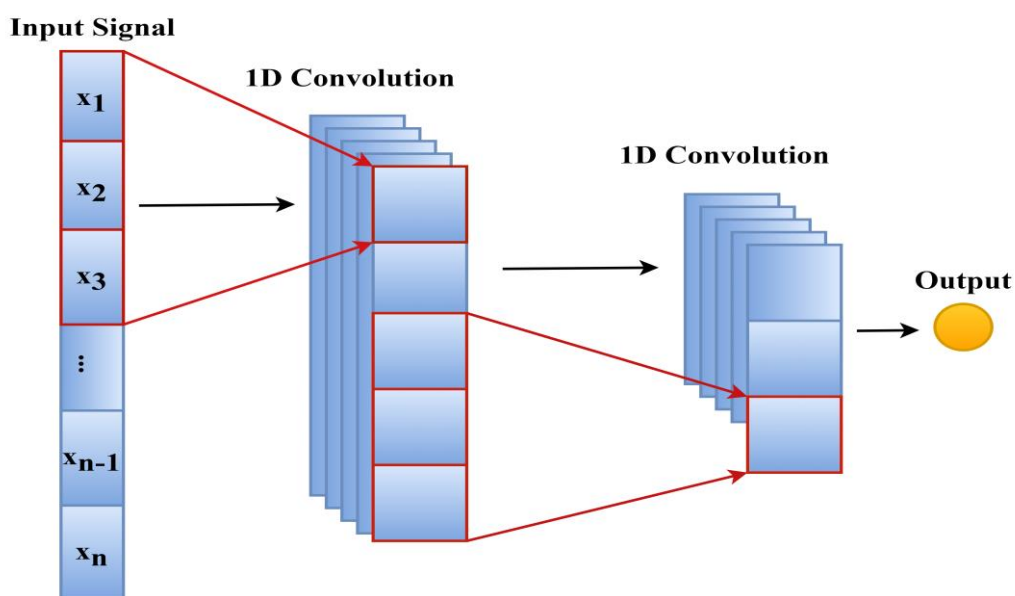 Input Signal
1D Convolution
1D Convolution
Output
x1
x2
x3
...
xn-1
xn